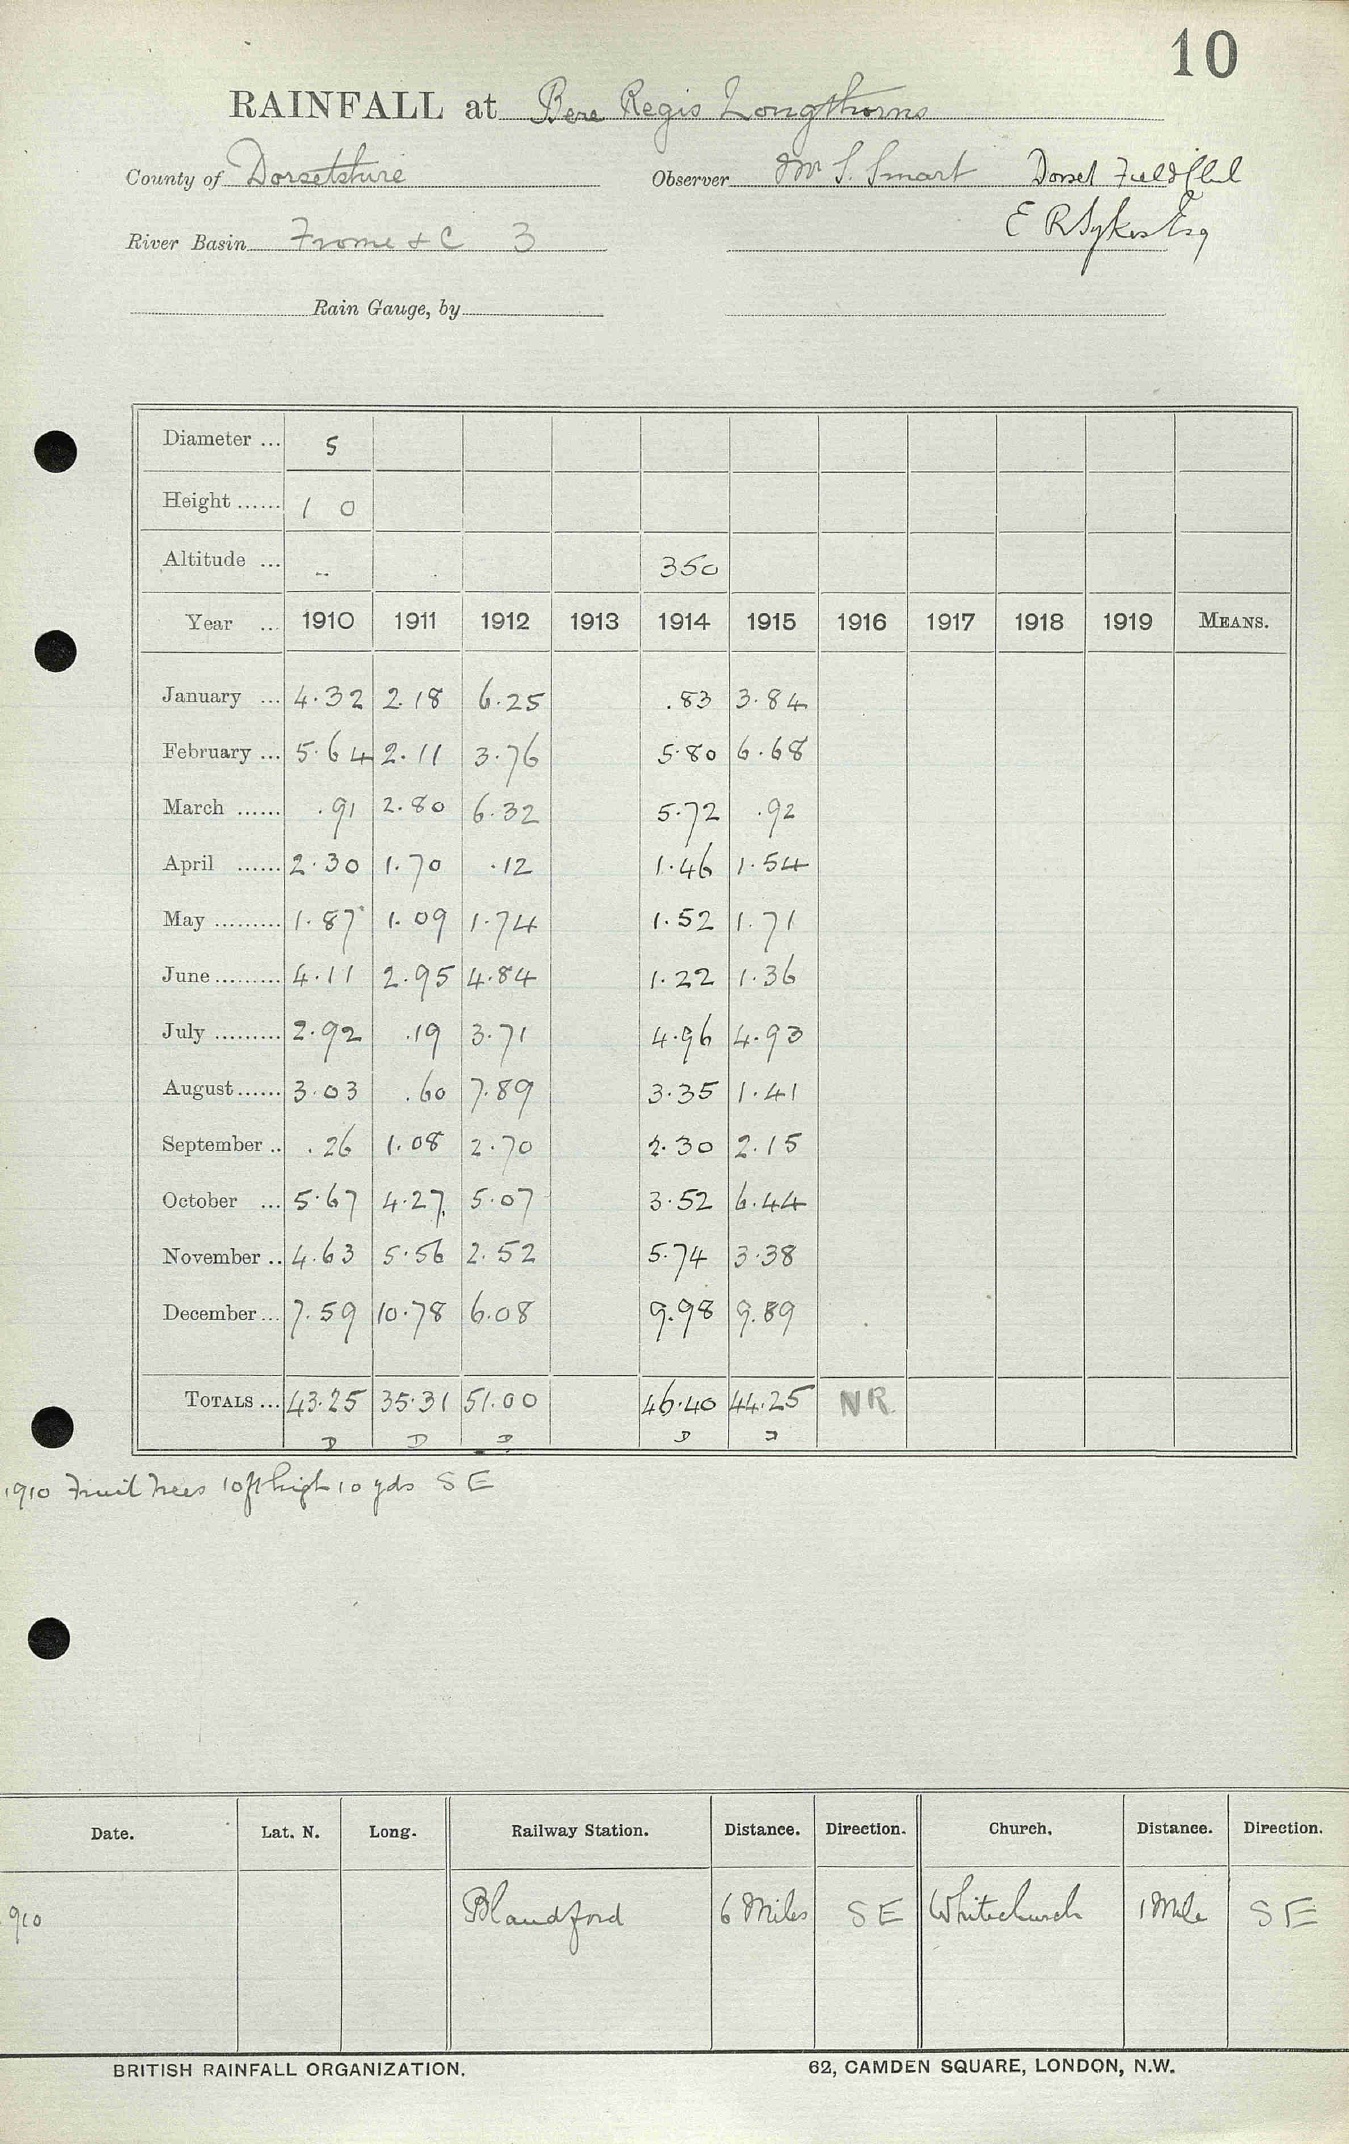 10
RAINFALL at Bere Regis Longthorns
County of Dorsetshire Observer Mr S. Smart Dorset Field Club
E R Sykes Esq
River Basin Frome & C 3
Rain Gauge, by
Diameter ... 5
Height ...... 1 0
Altitude ... .. 350
Year ... 1910 1911 1912 1913 1914 1915 1916 1917 1918 1919 MEANS.
January ... 4.32 2.18 6.25 .83 3.84
February ... 5.64 2.11 3.76 5.80 6.68
March ...... .91 2.80 6.32 5.72 .92
April ...... 2.30 1.70 .12 1.46 1.54
May ......... 1.87 1.09 1.74 1.52 1.71
June ......... 4.11 2.95 4.84 1.22 1.36
July ......... 2.92 .19 3.71 4.96 4.93
August ...... 3.03 .60 7.89 3.35 1.41
September .. .26 1.08 2.70 2.30 2.15
October ... 5.67 4.27 5.07 3.52 6.44
November .. 4.63 5.56 2.52 5.74 3.38
December ... 7.59 10.78 6.08 9.98 9.89
TOTALS ... 43.25 35.31 51.00 46.40 44.25 NR
D D D D
1910 Fruit Trees 10ft high 10 yds S E
Date. Lat. N. Long. Railway Station. Distance. Direction. Church. Distance. Direction.
910 Blandford 6 Miles S E Whitechurch 1 Mile S E
BRITISH RAINFALL ORGANIZATION. 62, CAMDEN SQUARE, LONDON, N.W.